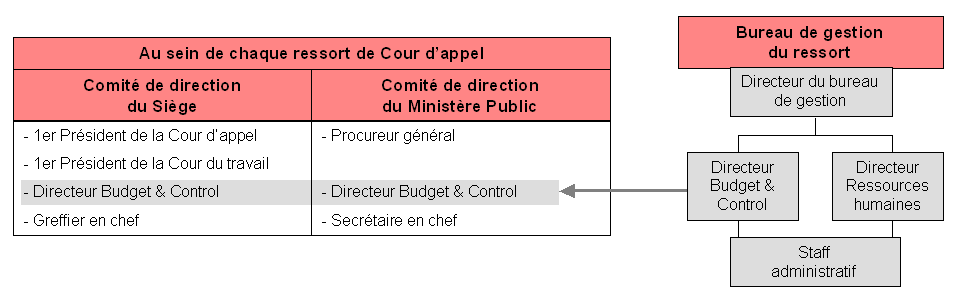 Au sein de chaque ressort de Cour d'appel
Comité de direction
du Siège
Comité de direction
du Ministère Public
- 1er Président de la Cour d'appel
- Procureur général
- 1er Président de la Cour du travail
- Directeur Budget & Control
- Directeur Budget & Control
- Greffier en chef
- Secrétaire en chef
Bureau de gestion
du ressort
Directeur du bureau
de gestion
Directeur
Budget &
Control
Directeur
Ressources
humaines
Staff
administratif